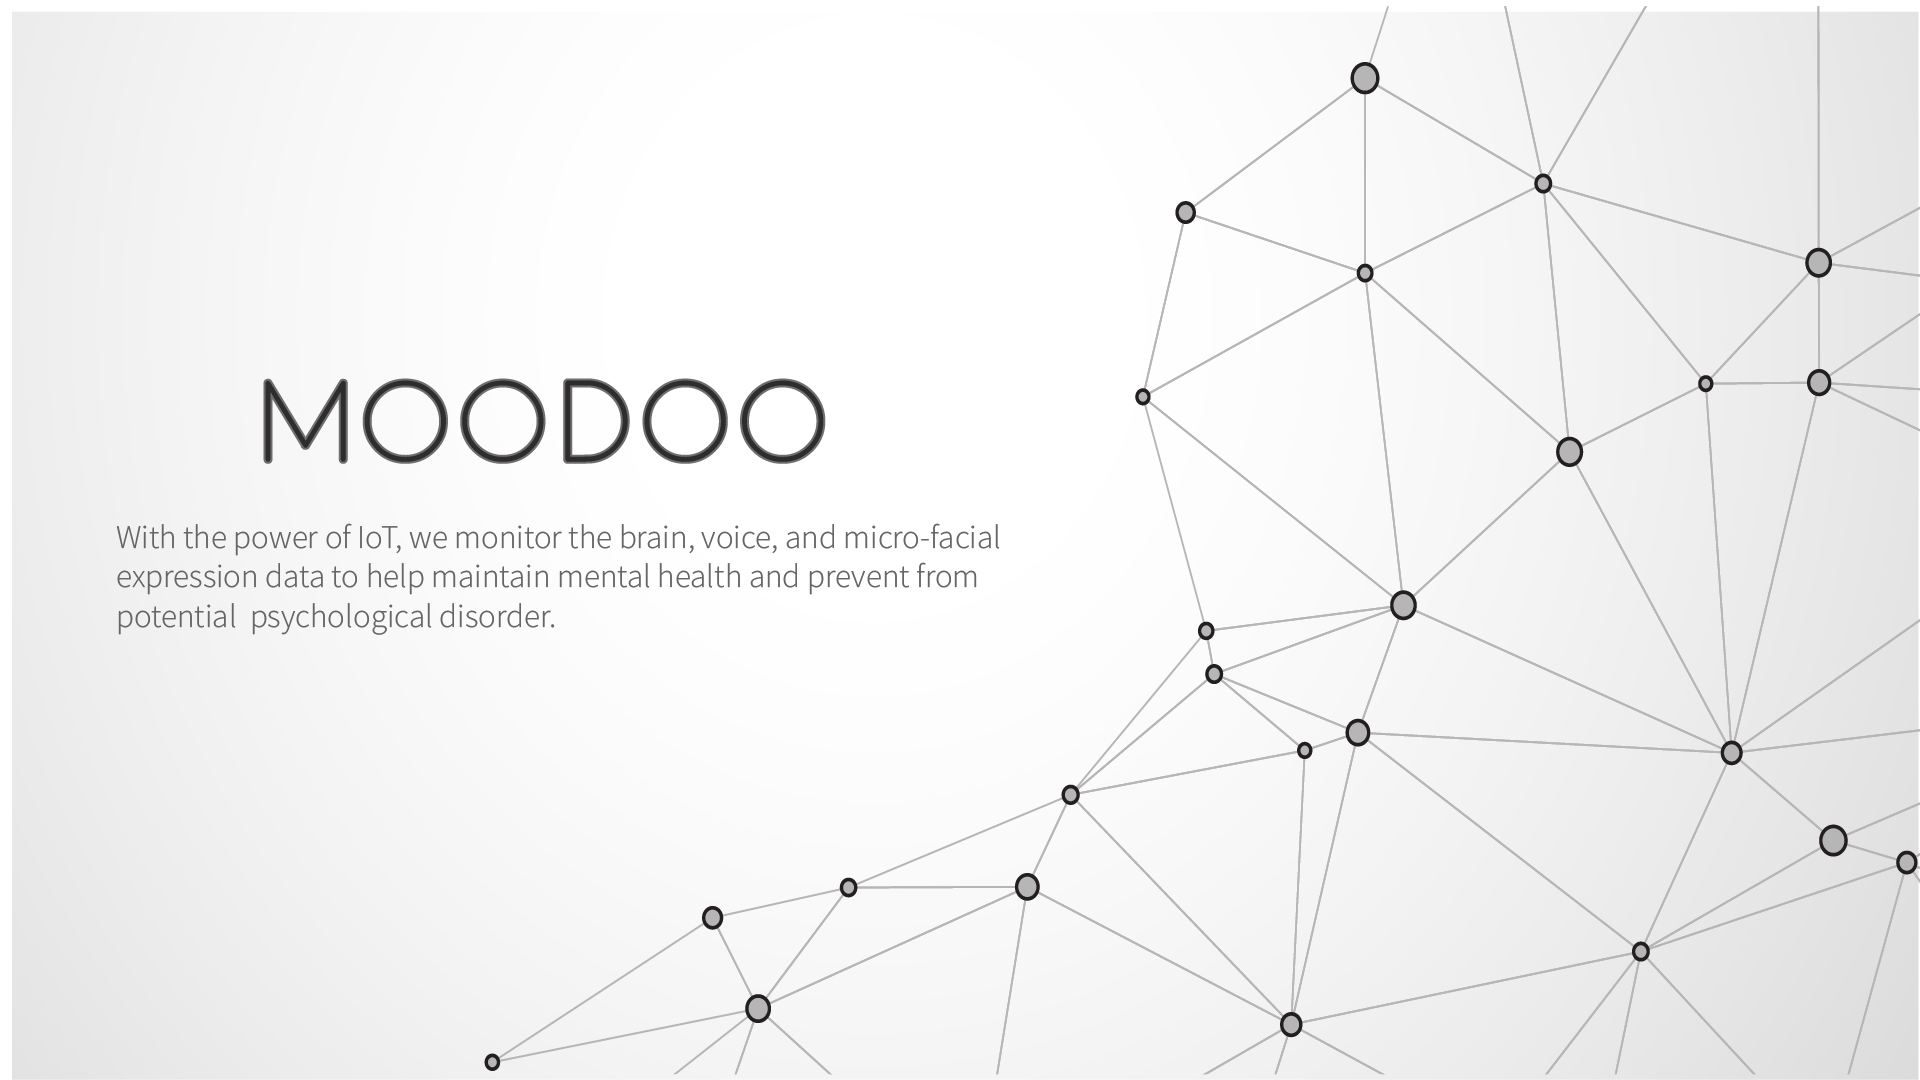 MOODOO
With the power of IoT, we monitor the brain, voice, and micro-facial
expression data to help maintain mental health and prevent from
potential  psychological disorder.